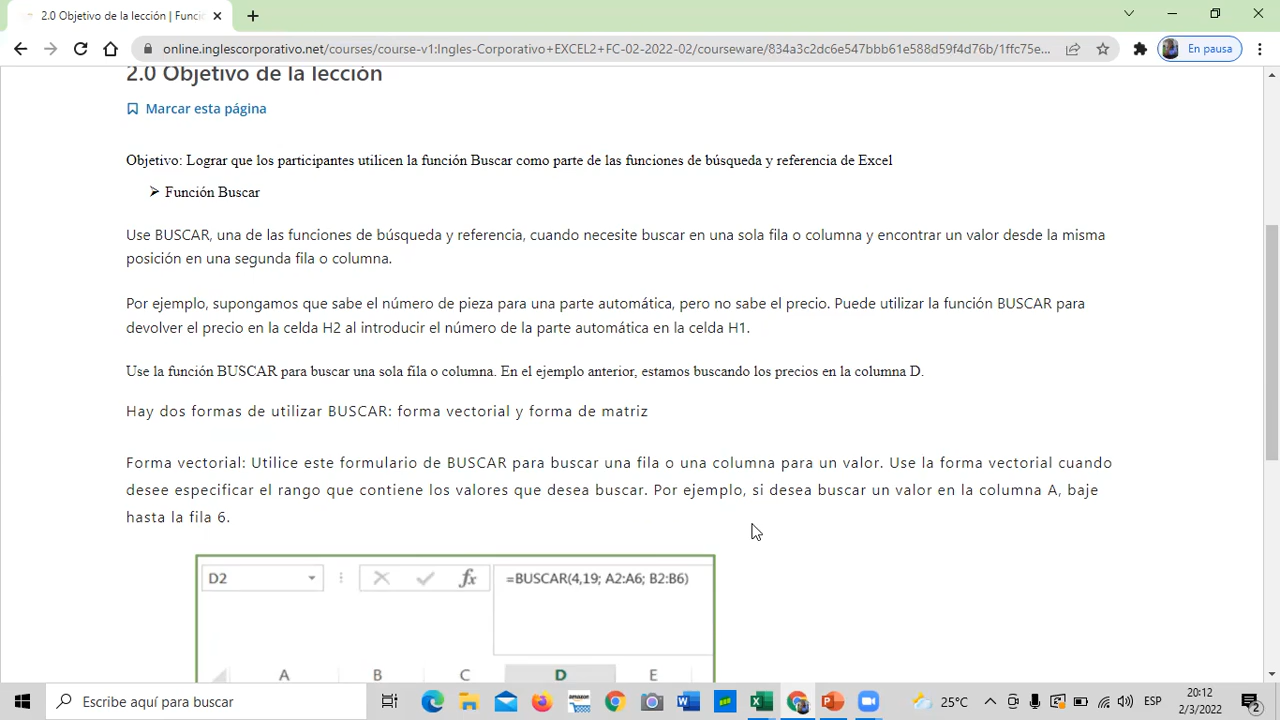 2.0 Objetivo de la lección | Funci
online.inglescorporativo.net/courses/course-v1:Ingles-Corporativo+EXCEL2+FC-02-2022-02/courseware/834a3c2dc6e547bbb61e588d59f4d76b/1ffc75e...
En pausa
2.0 Objetivo de la lección
Marcar esta página
Objetivo: Lograr que los participantes utilicen la función Buscar como parte de las funciones de búsqueda y referencia de Excel
➢ Función Buscar
Use BUSCAR, una de las funciones de búsqueda y referencia, cuando necesite buscar en una sola fila o columna y encontrar un valor desde la misma
posición en una segunda fila o columna.
Por ejemplo, supongamos que sabe el número de pieza para una parte automática, pero no sabe el precio. Puede utilizar la función BUSCAR para
devolver el precio en la celda H2 al introducir el número de la parte automática en la celda H1.
Use la función BUSCAR para buscar una sola fila o columna. En el ejemplo anterior, estamos buscando los precios en la columna D.
Hay dos formas de utilizar BUSCAR: forma vectorial y forma de matriz
Forma vectorial: Utilice este formulario de BUSCAR para buscar una fila o una columna para un valor. Use la forma vectorial cuando
desee especificar el rango que contiene los valores que desea buscar. Por ejemplo, si desea buscar un valor en la columna A, baje
hasta la fila 6.
D2 fx =BUSCAR(4,19; A2:A6; B2:B6)
A B C D E
Escribe aquí para buscar
25°C
ESP
20:12
2/3/2022
2